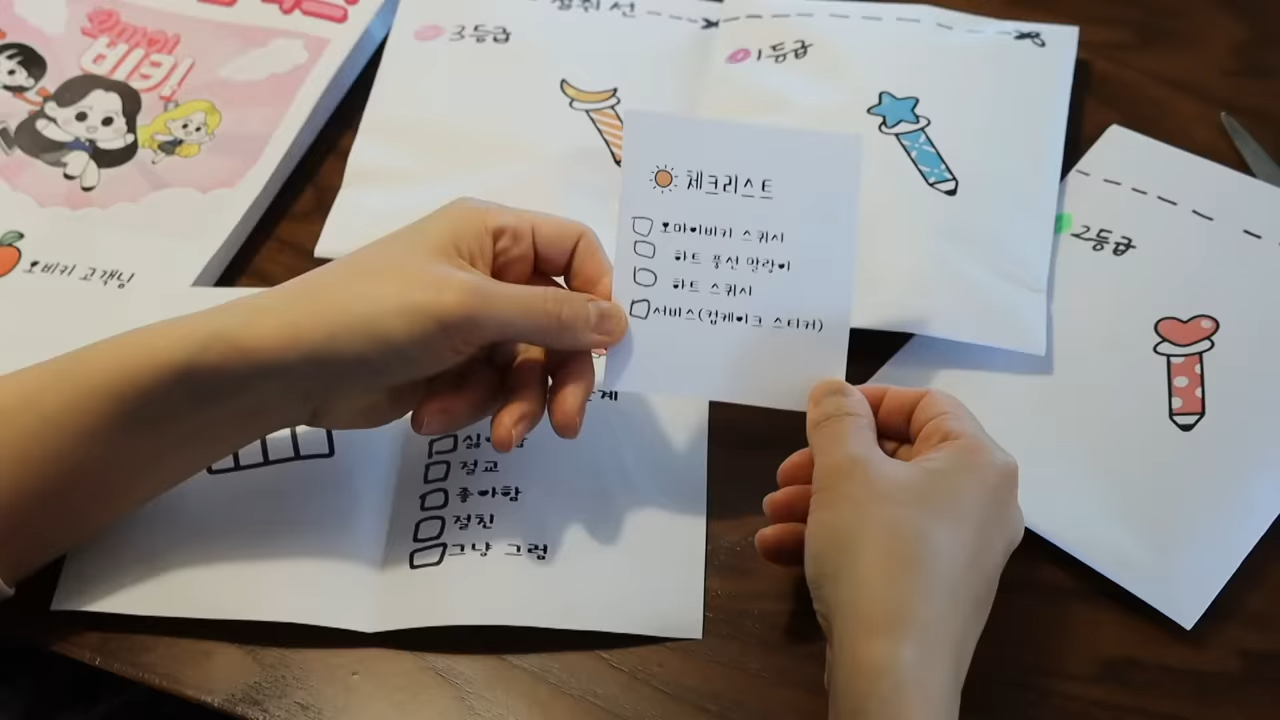 오마이
비키!
오비키 고객님
절취선
3등급
1등급
2등급
체크리스트
오마이비키 스퀴시
하트 풍선 말랑이
하트 스퀴시
서비스(컵케이크 스티커)
절교
좋아함
절친
그냥 그럼